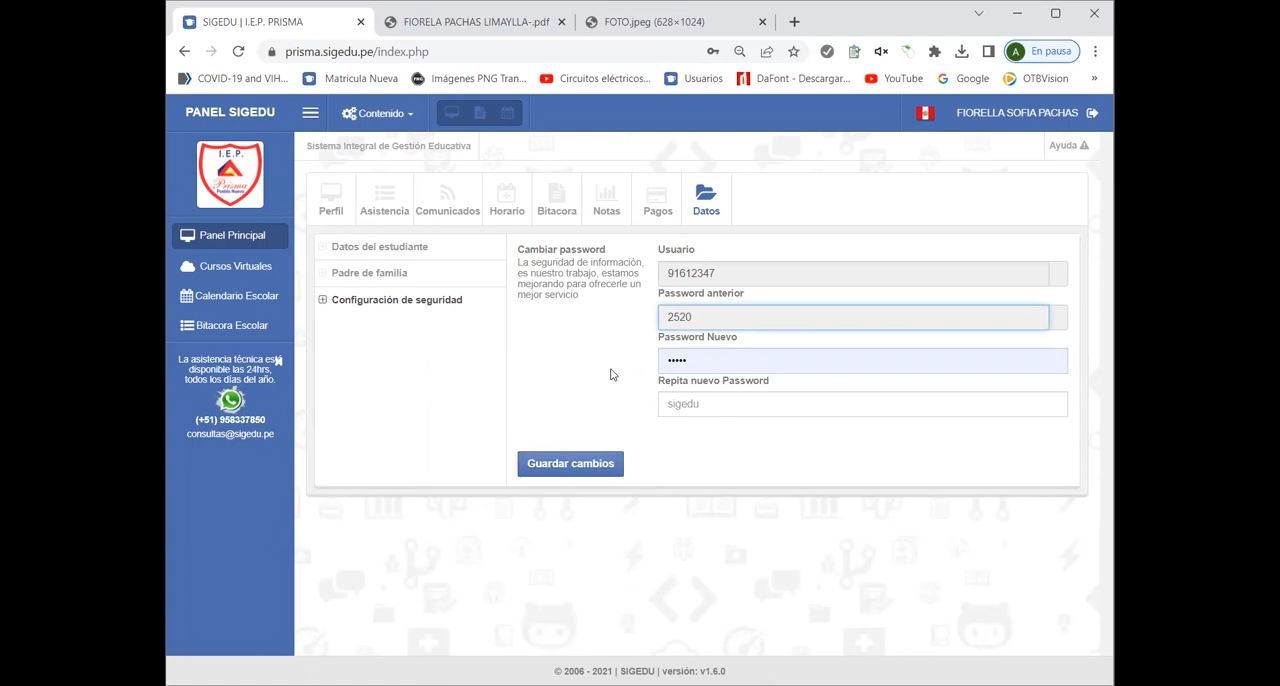 SIGEDU | I.E.P. PRISMA
FIORELA PACHAS LIMAYLLA-.pdf
FOTO.jpeg (628×1024)
prisma.sigedu.pe/index.php
A
En pausa
COVID-19 and VIH...
Matricula Nueva
Imágenes PNG Tran...
Circuitos eléctricos...
Usuarios
DaFont - Descargar...
YouTube
Google
OTBVision
»
PANEL SIGEDU
Contenido
FIORELLA SOFIA PACHAS
Sistema Integral de Gestión Educativa
Ayuda
I.E.P.
Prisma
Pueblo Nuevo
Perfil
Asistencia
Comunicados
Horario
Bitacora
Notas
Pagos
Datos
Panel Principal
Cursos Virtuales
Calendario Escolar
Bitacora Escolar
La asistencia técnica está
disponible las 24hrs,
todos los días del año.
(+51) 958337850
consultas@sigedu.pe
Datos del estudiante
Padre de familia
Configuración de seguridad
Cambiar password
La seguridad de información,
es nuestro trabajo, estamos
mejorando para ofrecerle un
mejor servicio
Usuario
91612347
Password anterior
2520
Password Nuevo
•••••
Repita nuevo Password
sigedu
Guardar cambios
© 2006 - 2021 | SIGEDU | versión: v1.6.0